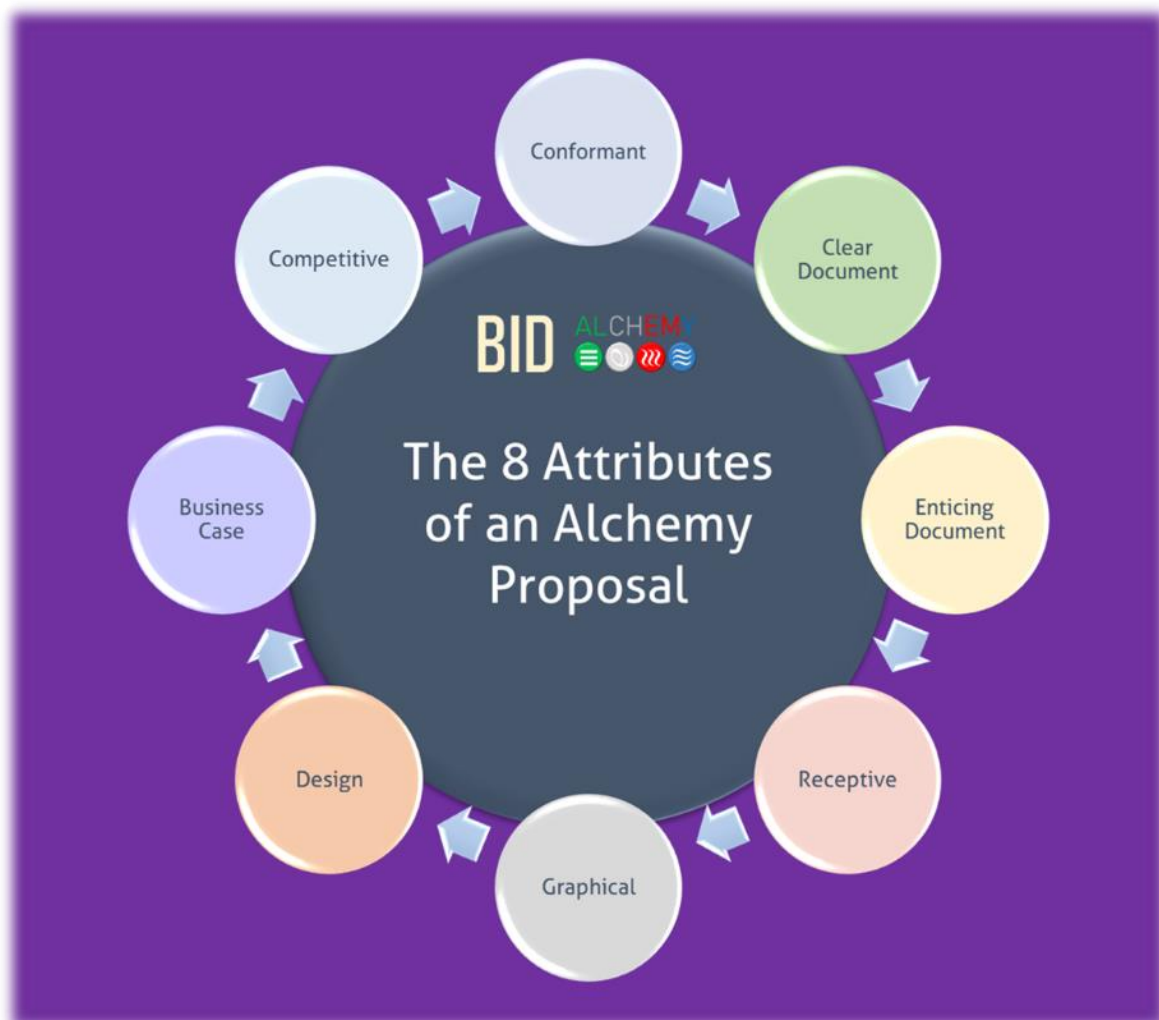 Conformant
Clear
Document
Enticing
Document
Receptive
Graphical
Design
Business
Case
Competitive
BID ALCHEMY
The 8 Attributes
of an Alchemy
Proposal